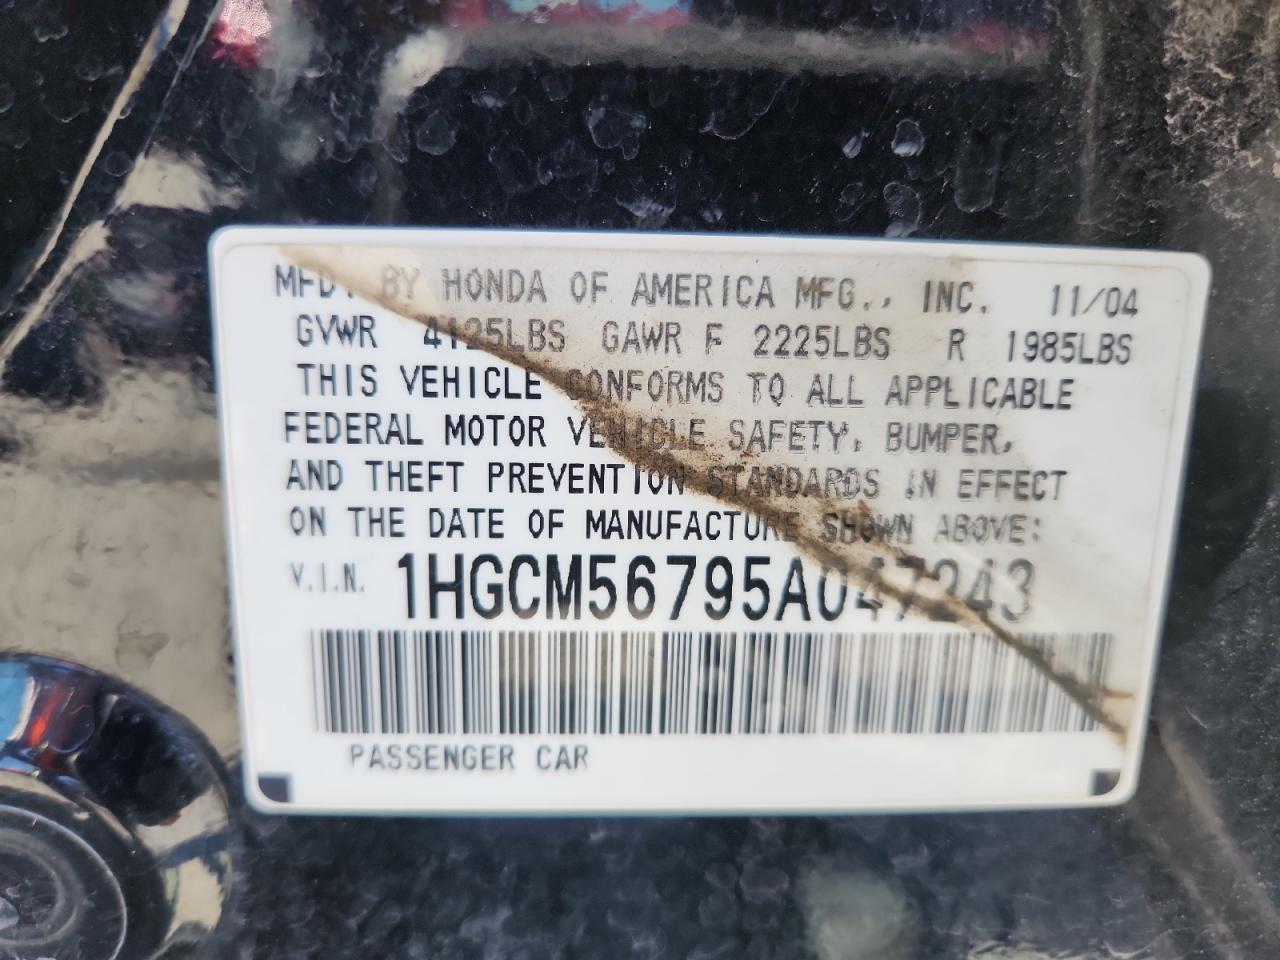 MFD. BY HONDA OF AMERICA MFG., INC. 11/04
GVWR 4125LBS GAWR F 2225LBS R 1985LBS
THIS VEHICLE CONFORMS TO ALL APPLICABLE
FEDERAL MOTOR VEHICLE SAFETY, BUMPER,
AND THEFT PREVENTION STANDARDS IN EFFECT
ON THE DATE OF MANUFACTURE SHOWN ABOVE:
V.I.N. 1HGCM56795A047243
PASSENGER CAR